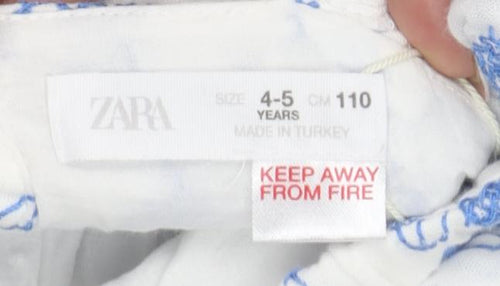 ZARA
SIZE 4-5 CM 110
YEARS
MADE IN TURKEY
KEEP AWAY
FROM FIRE